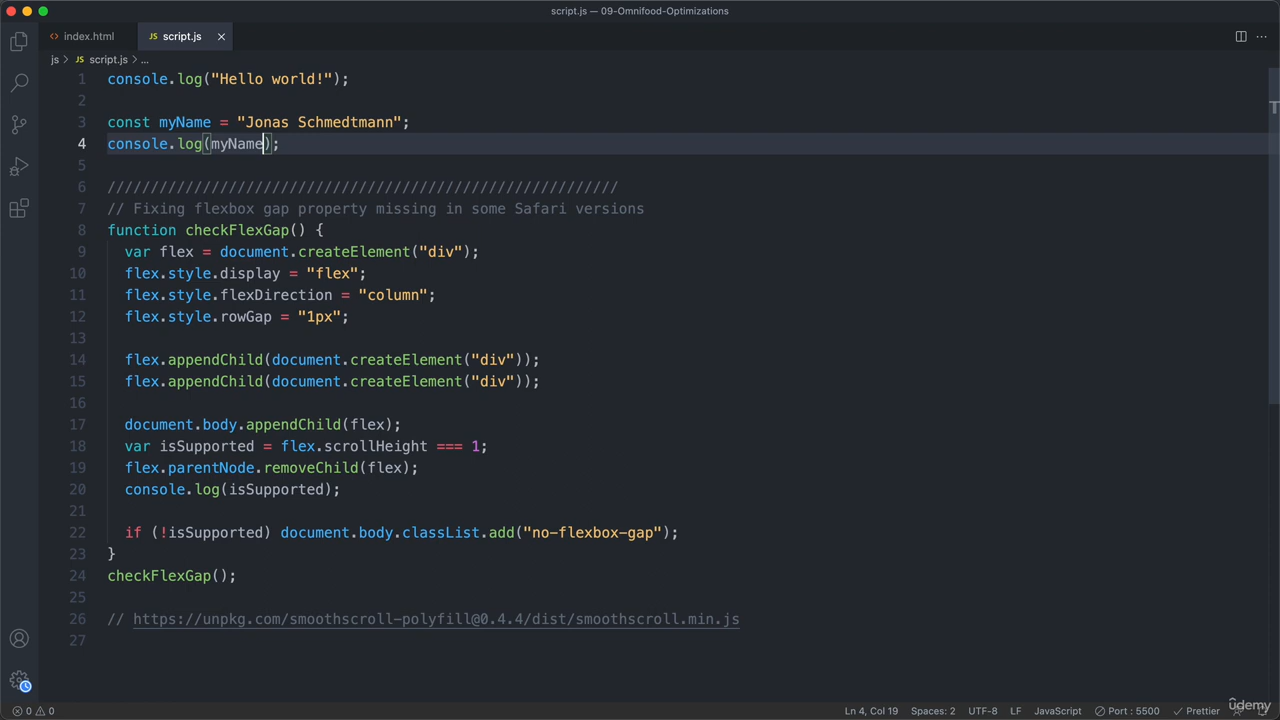 script.js — 09-Omnifood-Optimizations
<> index.html
JS script.js ×
js > JS script.js > ...
1 console.log("Hello world!");
2
3 const myName = "Jonas Schmedtmann";
4 console.log(myName);
5
6 ///////////////////////////////////////////////////////////
7 // Fixing flexbox gap property missing in some Safari versions
8 function checkFlexGap() {
9 var flex = document.createElement("div");
10 flex.style.display = "flex";
11 flex.style.flexDirection = "column";
12 flex.style.rowGap = "1px";
13
14 flex.appendChild(document.createElement("div"));
15 flex.appendChild(document.createElement("div"));
16
17 document.body.appendChild(flex);
18 var isSupported = flex.scrollHeight === 1;
19 flex.parentNode.removeChild(flex);
20 console.log(isSupported);
21
22 if (!isSupported) document.body.classList.add("no-flexbox-gap");
23 }
24 checkFlexGap();
25
26 // https://unpkg.com/smoothscroll-polyfill@0.4.4/dist/smoothscroll.min.js
27
0 0 Ln 4, Col 19 Spaces: 2 UTF-8 LF JavaScript Port : 5500 Prettier
ûdemy